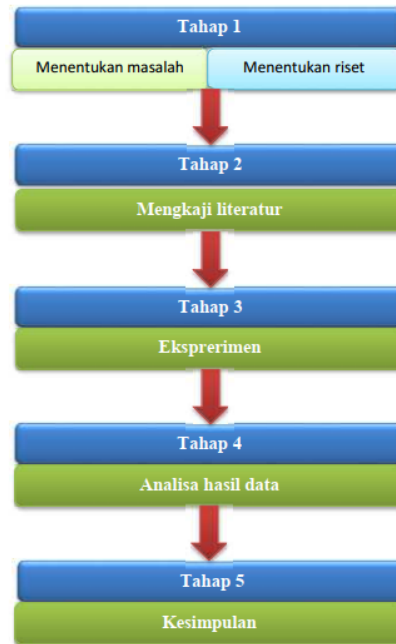 Tahap 1
Menentukan masalah
Menentukan riset
Tahap 2
Mengkaji literatur
Tahap 3
Eksprerimen
Tahap 4
Analisa hasil data
Tahap 5
Kesimpulan